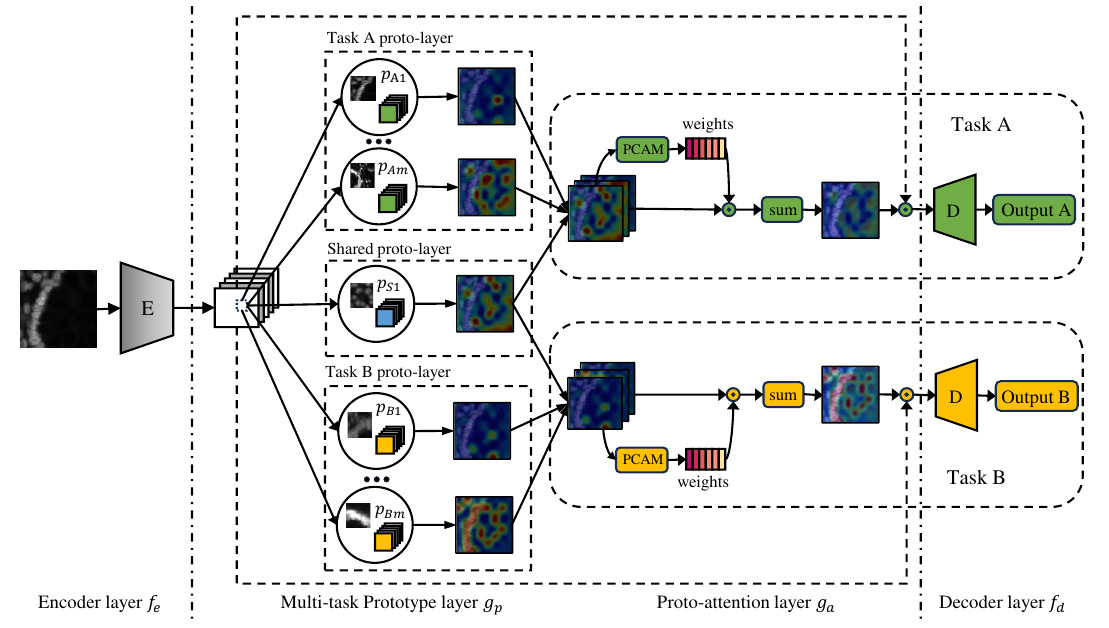 Task A proto-layer
p_{A1}
•••
p_{Am}
Shared proto-layer
p_{S1}
Task B proto-layer
p_{B1}
•••
p_{Bm}
E
PCAM
weights
sum
Task A
D
Output A
PCAM
weights
sum
D
Output B
Task B
Encoder layer f_e
Multi-task Prototype layer g_p
Proto-attention layer g_a
Decoder layer f_d